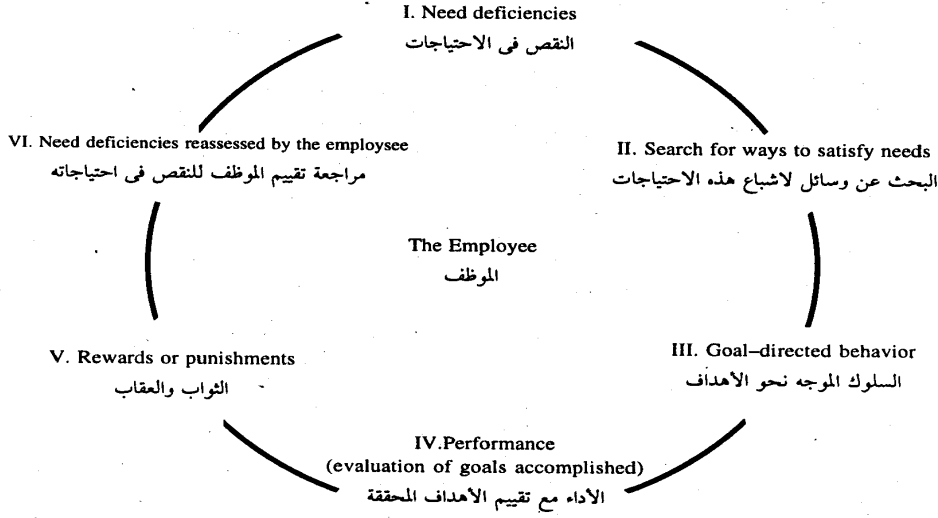 I. Need deficiencies
النقص فى الاحتياجات
II. Search for ways to satisfy needs
البحث عن وسائل لاشباع هذه الاحتياجات
III. Goal–directed behavior
السلوك الموجه نحو الأهداف
IV.Performance
(evaluation of goals accomplished)
الأداء مع تقييم الأهداف المحققة
V. Rewards or punishments
الثواب والعقاب
VI. Need deficiencies reassessed by the employsee
مراجعة تقييم الموظف للنقص فى احتياجاته
The Employee
الموظف